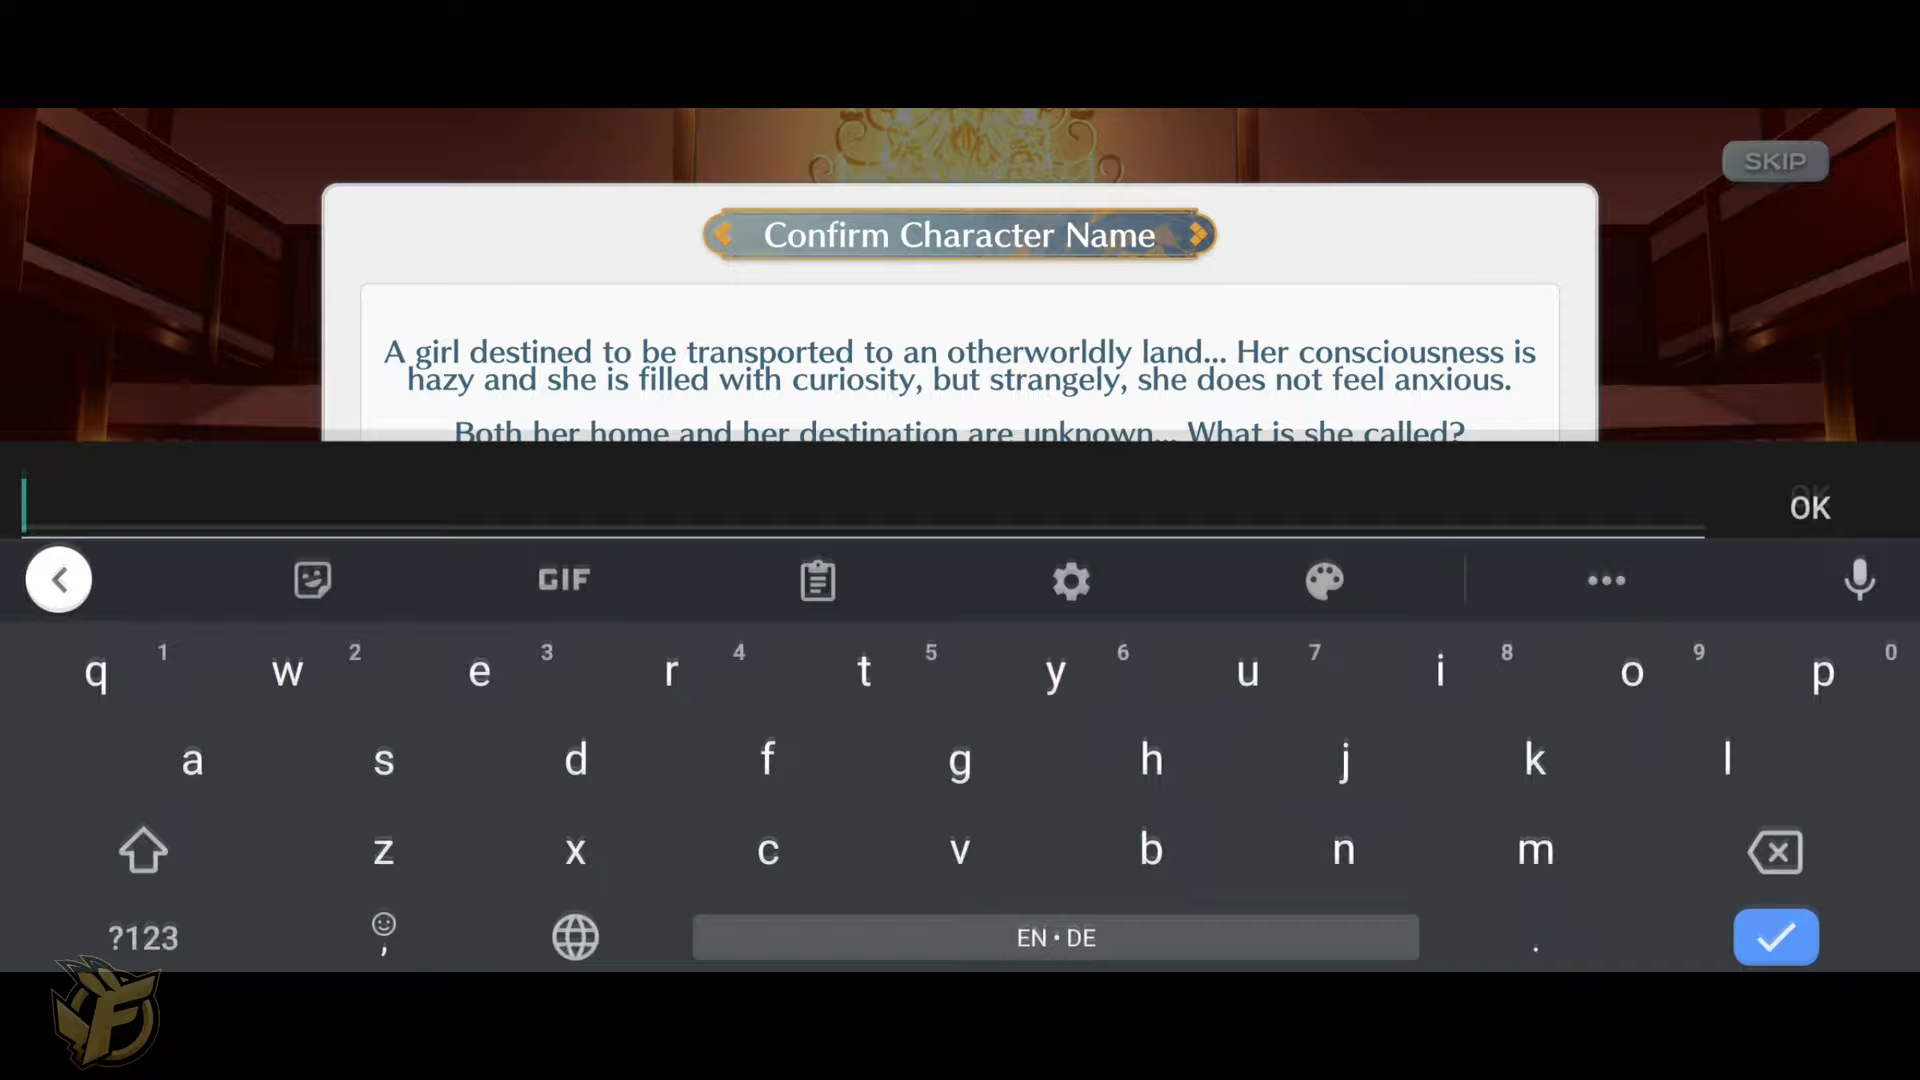 SKIP
Confirm Character Name
A girl destined to be transported to an otherworldly land... Her consciousness is
hazy and she is filled with curiosity, but strangely, she does not feel anxious.
Both her home and her destination are unknown... What is she called?
OK
GIF
q 1 w 2 e 3 r 4 t 5 y 6 u 7 i 8 o 9 p 0
a s d f g h j k l
z x c v b n m
?123 , EN • DE .
F